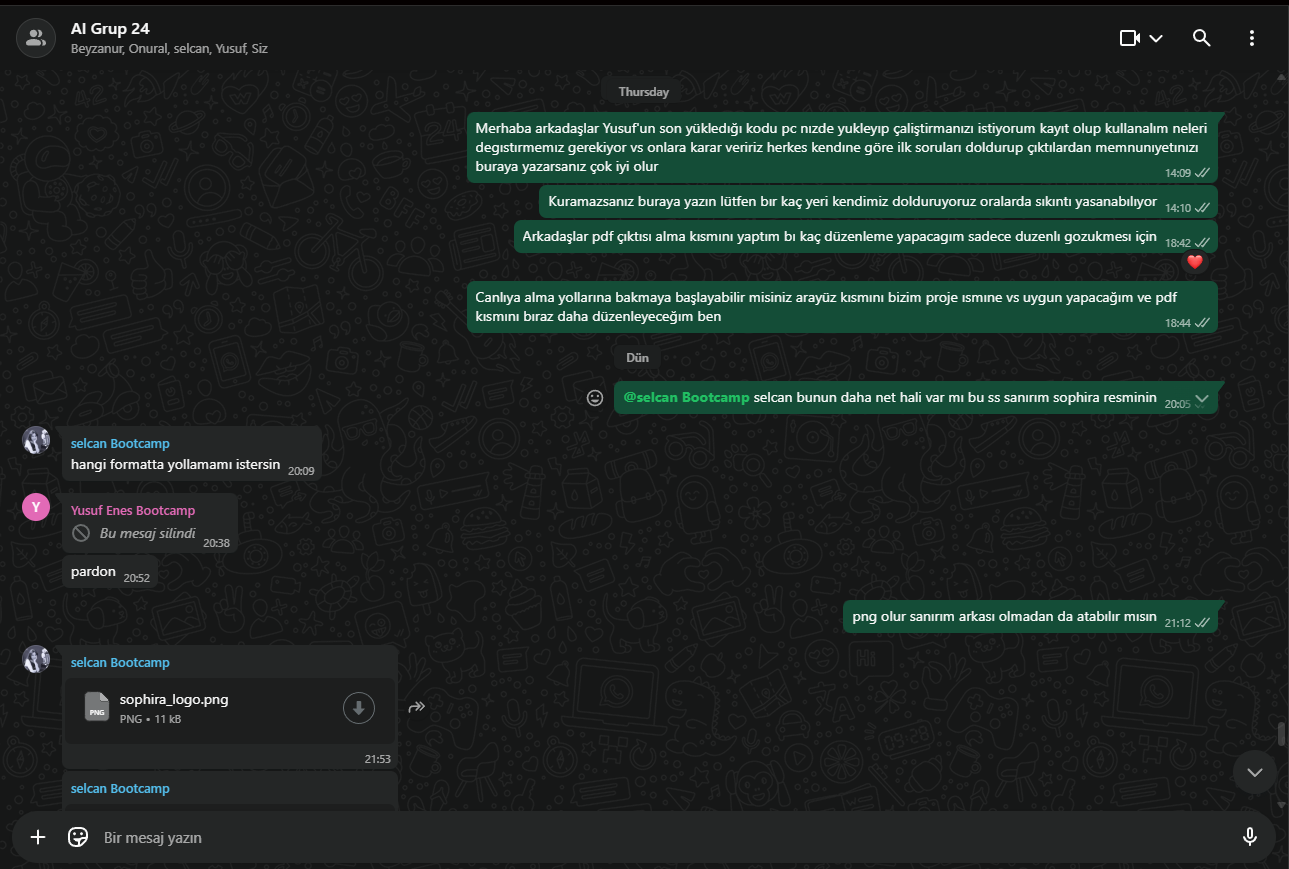 AI Grup 24
Beyzanur, Onural, selcan, Yusuf, Siz
Thursday
Merhaba arkadaşlar Yusuf'un son yükledığı kodu pc nızde yukleyıp çaliştirmanızı istiyorum kayıt olup kullanalım neleri
degıstırmemız gerekiyor vs onlara karar veririz herkes kendıne göre ilk soruları doldurup çıktılardan memnunıyetınızı
buraya yazarsanız çok iyi olur
14:09
Kuramazsanız buraya yazın lütfen bır kaç yeri kendimiz dolduruyoruz oralarda sıkıntı yasanabılıyor 14:10
Arkadaşlar pdf çıktısı alma kısmını yaptım bı kaç düzenleme yapacagım sadece duzenlı gozukmesı için 18:42
❤️
Canlıya alma yollarına bakmaya başlayabilir misiniz arayüz kısmını bizim proje ısmıne vs uygun yapacağım ve pdf
kısmını bıraz daha düzenleyeceğım ben
18:44
Dün
@selcan Bootcamp selcan bunun daha net hali var mı bu ss sanırım sophira resminin 20:05
selcan Bootcamp
hangi formatta yollamamı istersin 20:09
Y
Yusuf Enes Bootcamp
Bu mesaj silindi 20:38
pardon 20:52
png olur sanırım arkası olmadan da atabılır mısın 21:12
selcan Bootcamp
PNG
sophira_logo.png
PNG • 11 kB
21:53
selcan Bootcamp
Bir mesaj yazın